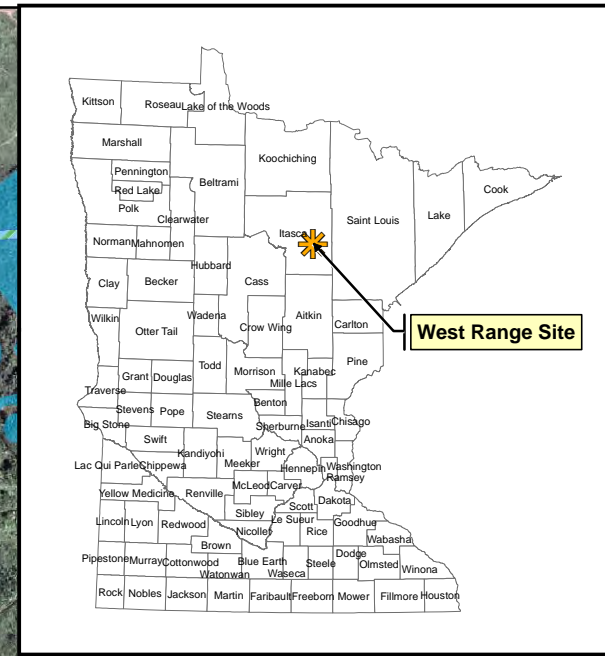 Kittson
Roseau
Lake of the Woods
Marshall
Koochiching
Pennington
Beltrami
Red Lake
Cook
Polk
Saint Louis
Lake
Clearwater
Itasca
Norman
Mahnomen
Hubbard
Clay
Becker
Cass
Wadena
Aitkin
Wilkin
Otter Tail
Crow Wing
Carlton
West Range Site
Pine
Todd
Grant
Douglas
Morrison
Kanabec
Mille Lacs
Traverse
Benton
Stevens
Pope
Stearns
Big Stone
Sherburne
Isanti
Chisago
Swift
Anoka
Kandiyohi
Wright
Lac Qui Parle
Chippewa
Meeker
Hennepin
Washington
Ramsey
McLeod
Carver
Yellow Medicine
Renville
Dakota
Scott
Sibley
Le Sueur
Lincoln
Lyon
Redwood
Nicollet
Rice
Goodhue
Wabasha
Brown
Dodge
Pipestone
Murray
Cottonwood
Blue Earth
Steele
Olmsted
Winona
Watonwan
Waseca
Rock
Nobles
Jackson
Martin
Faribault
Freeborn
Mower
Fillmore
Houston